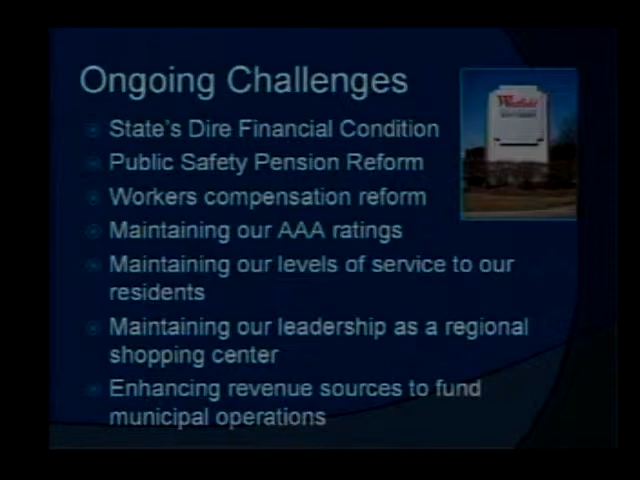 Ongoing Challenges
State's Dire Financial Condition
Public Safety Pension Reform
Workers compensation reform
Maintaining our AAA ratings
Maintaining our levels of service to our
residents
Maintaining our leadership as a regional
shopping center
Enhancing revenue sources to fund
municipal operations
Westfield